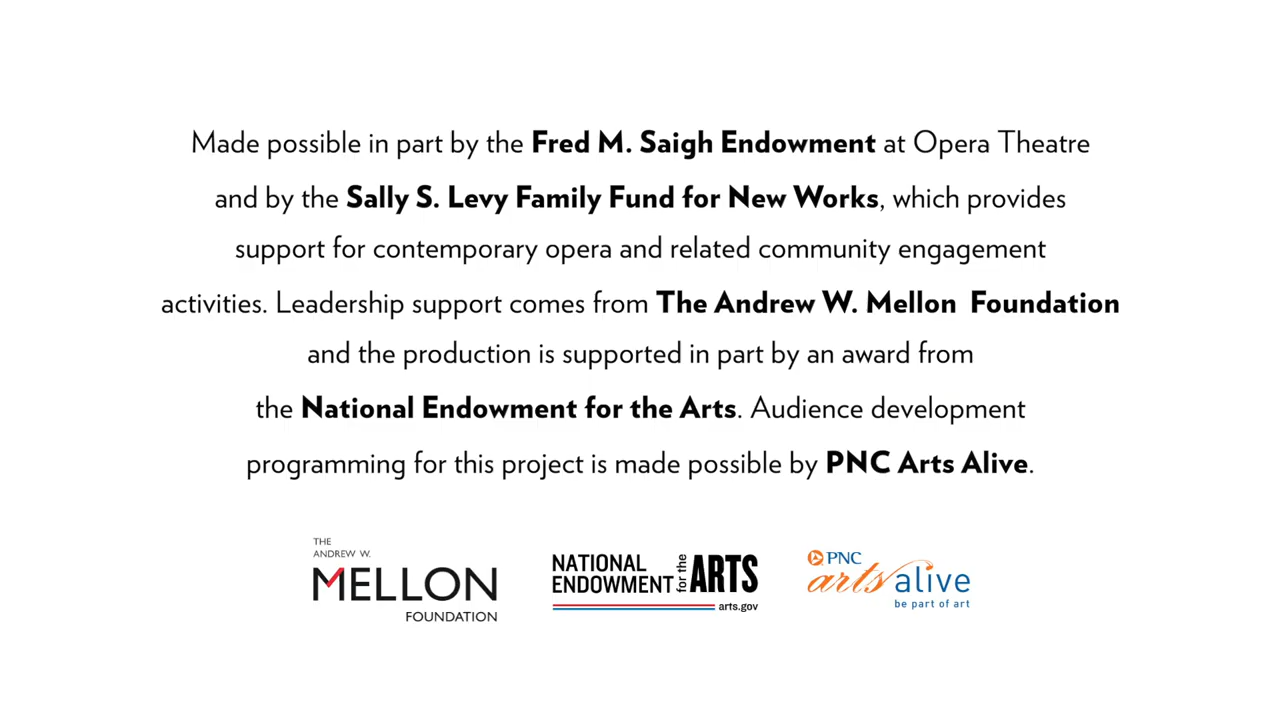 Made possible in part by the Fred M. Saigh Endowment at Opera Theatre
and by the Sally S. Levy Family Fund for New Works, which provides
support for contemporary opera and related community engagement
activities. Leadership support comes from The Andrew W. Mellon  Foundation
and the production is supported in part by an award from
the National Endowment for the Arts. Audience development
programming for this project is made possible by PNC Arts Alive.
THE
ANDREW W.
MELLON
FOUNDATION
NATIONAL
ENDOWMENT
for the
ARTS
arts.gov
PNC
arts alive
be part of art